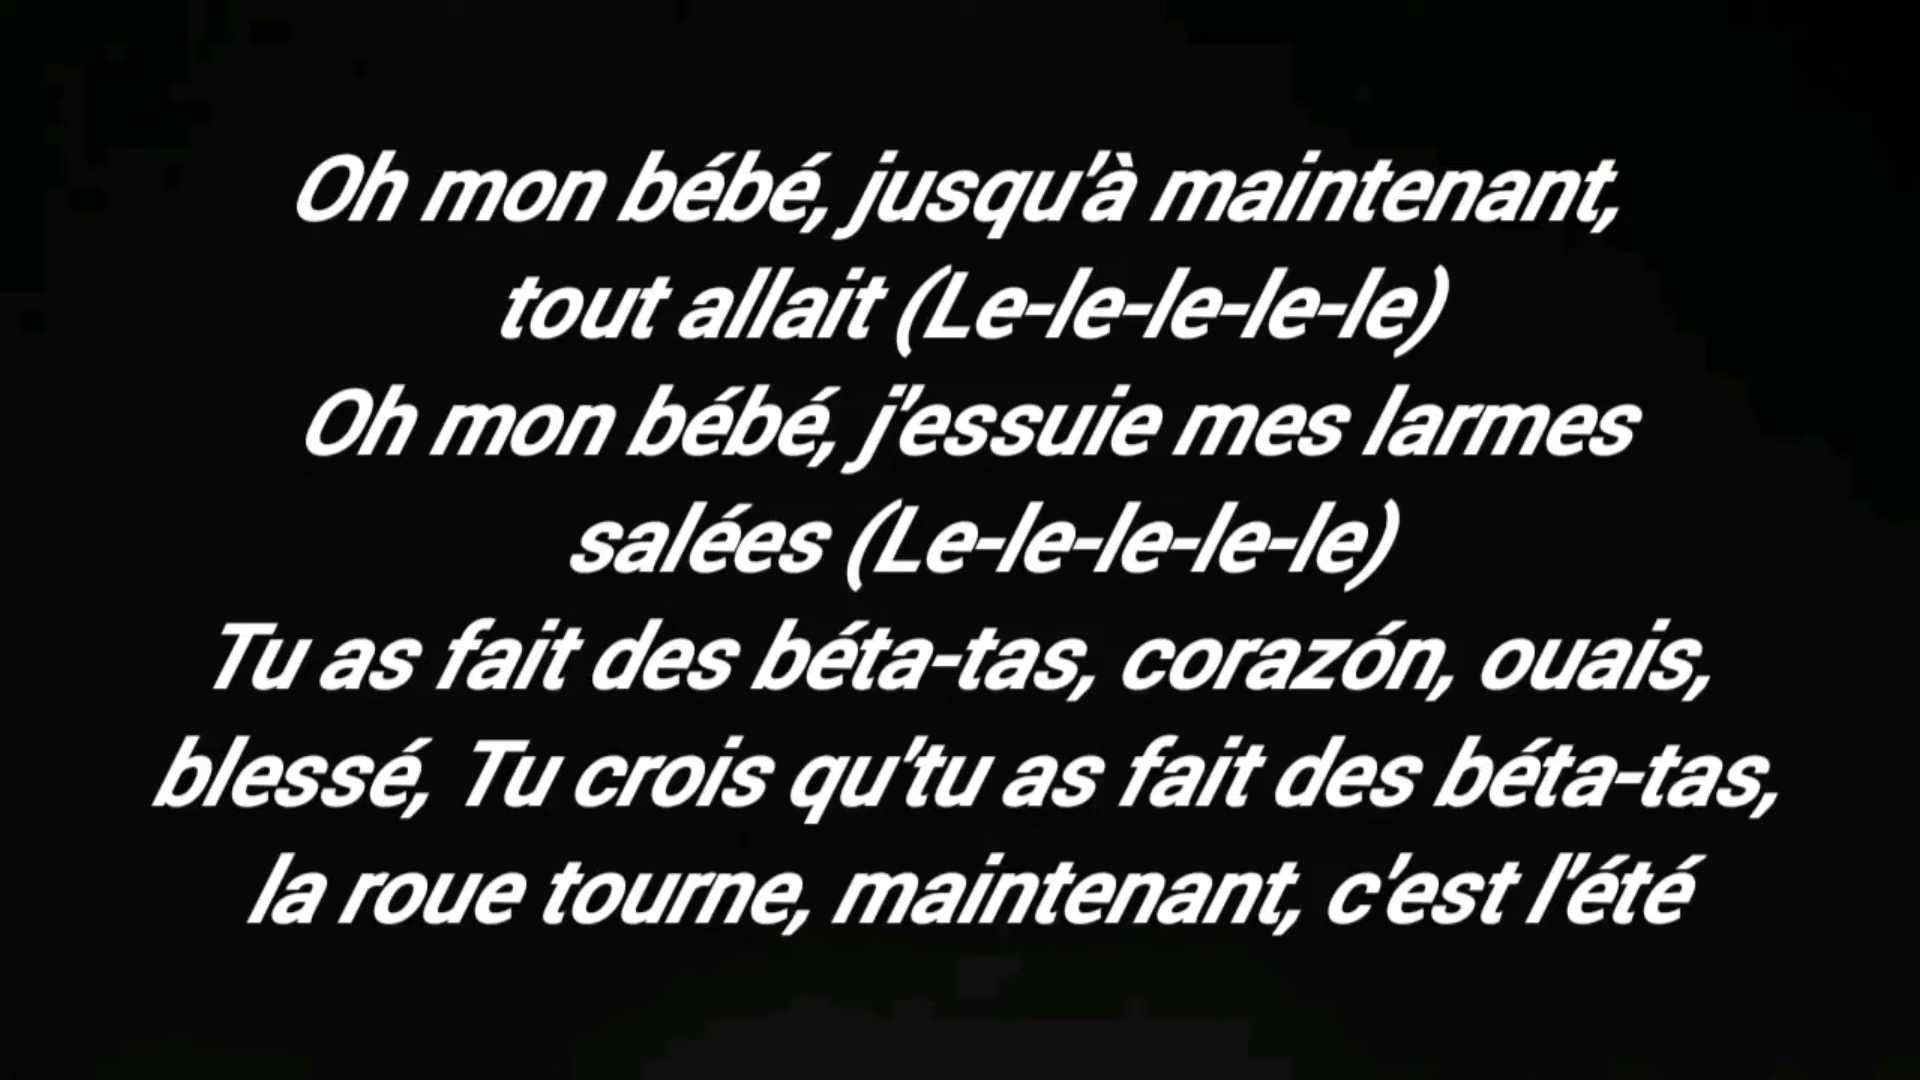 Oh mon bébé, jusqu'à maintenant,
tout allait (Le-le-le-le-le)
Oh mon bébé, j'essuie mes larmes
salées (Le-le-le-le-le)
Tu as fait des béta-tas, corazón, ouais,
blessé, Tu crois qu'tu as fait des béta-tas,
la roue tourne, maintenant, c'est l'été